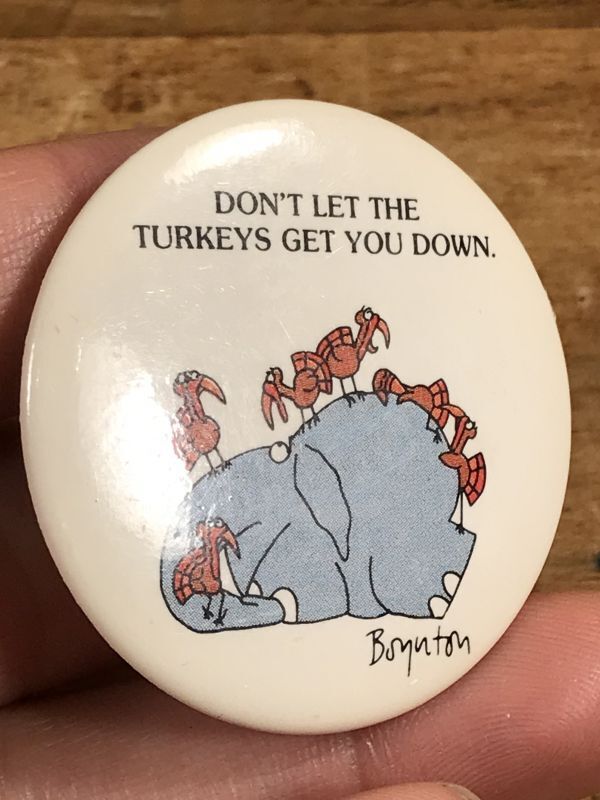 DON'T LET THE
TURKEYS GET YOU DOWN.
Boynton